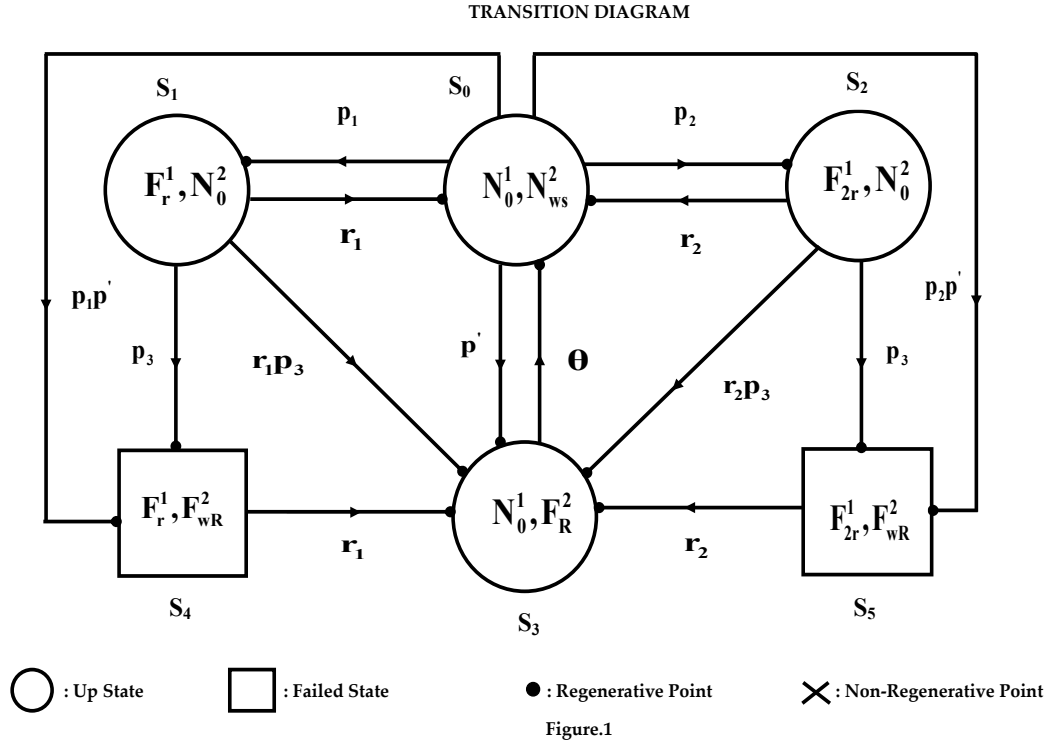 TRANSITION DIAGRAM
S₁
S₀
S₂
p₁
p₂
F¹ᵣ, N²₀
N¹₀, N²ws
F¹₂ᵣ, N²₀
r₁
r₂
p₁p'
p₂p'
p₃
r₁p₃
p'
θ
r₂p₃
p₃
F¹ᵣ, F²wR
N¹₀, F²R
F¹₂ᵣ, F²wR
r₁
r₂
S₄
S₃
S₅
: Up State
: Failed State
: Regenerative Point
: Non-Regenerative Point
Figure.1